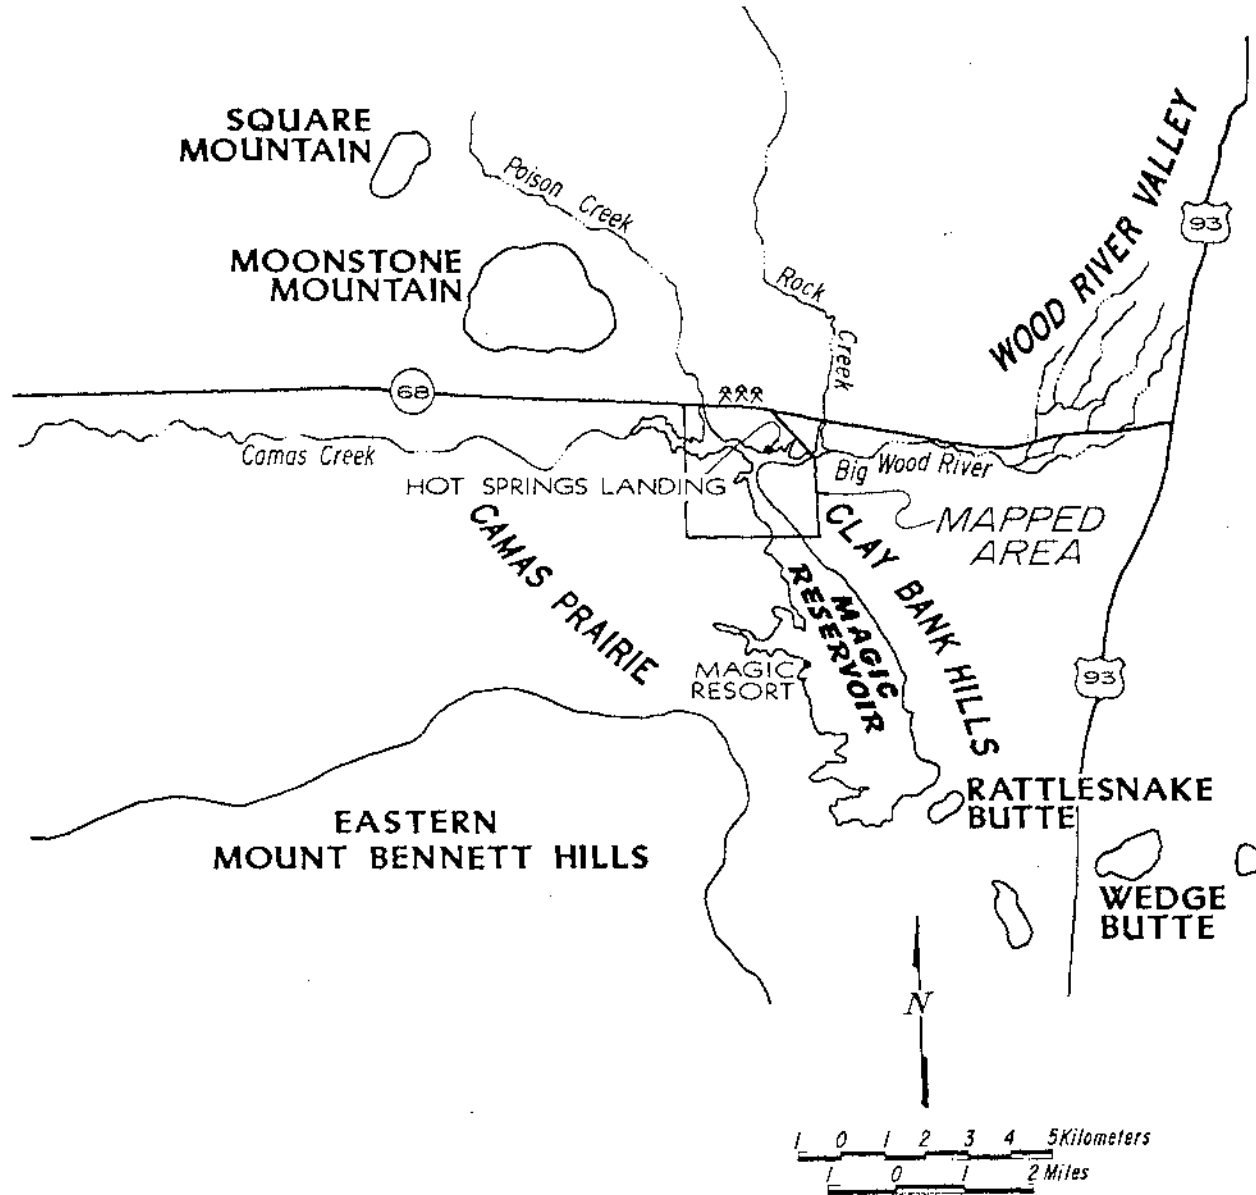 SQUARE
MOUNTAIN
Poison Creek
MOONSTONE
MOUNTAIN
Rock
Creek
WOOD RIVER VALLEY
93
68
Camas Creek
Big Wood River
HOT SPRINGS LANDING
MAPPED
AREA
CAMAS PRAIRIE
CLAY BANK HILLS
MAGIC
RESERVOIR
MAGIC
RESORT
93
EASTERN
MOUNT BENNETT HILLS
RATTLESNAKE
BUTTE
WEDGE
BUTTE
N
1 0 1 2 3 4 5 Kilometers
1 0 1 2 Miles